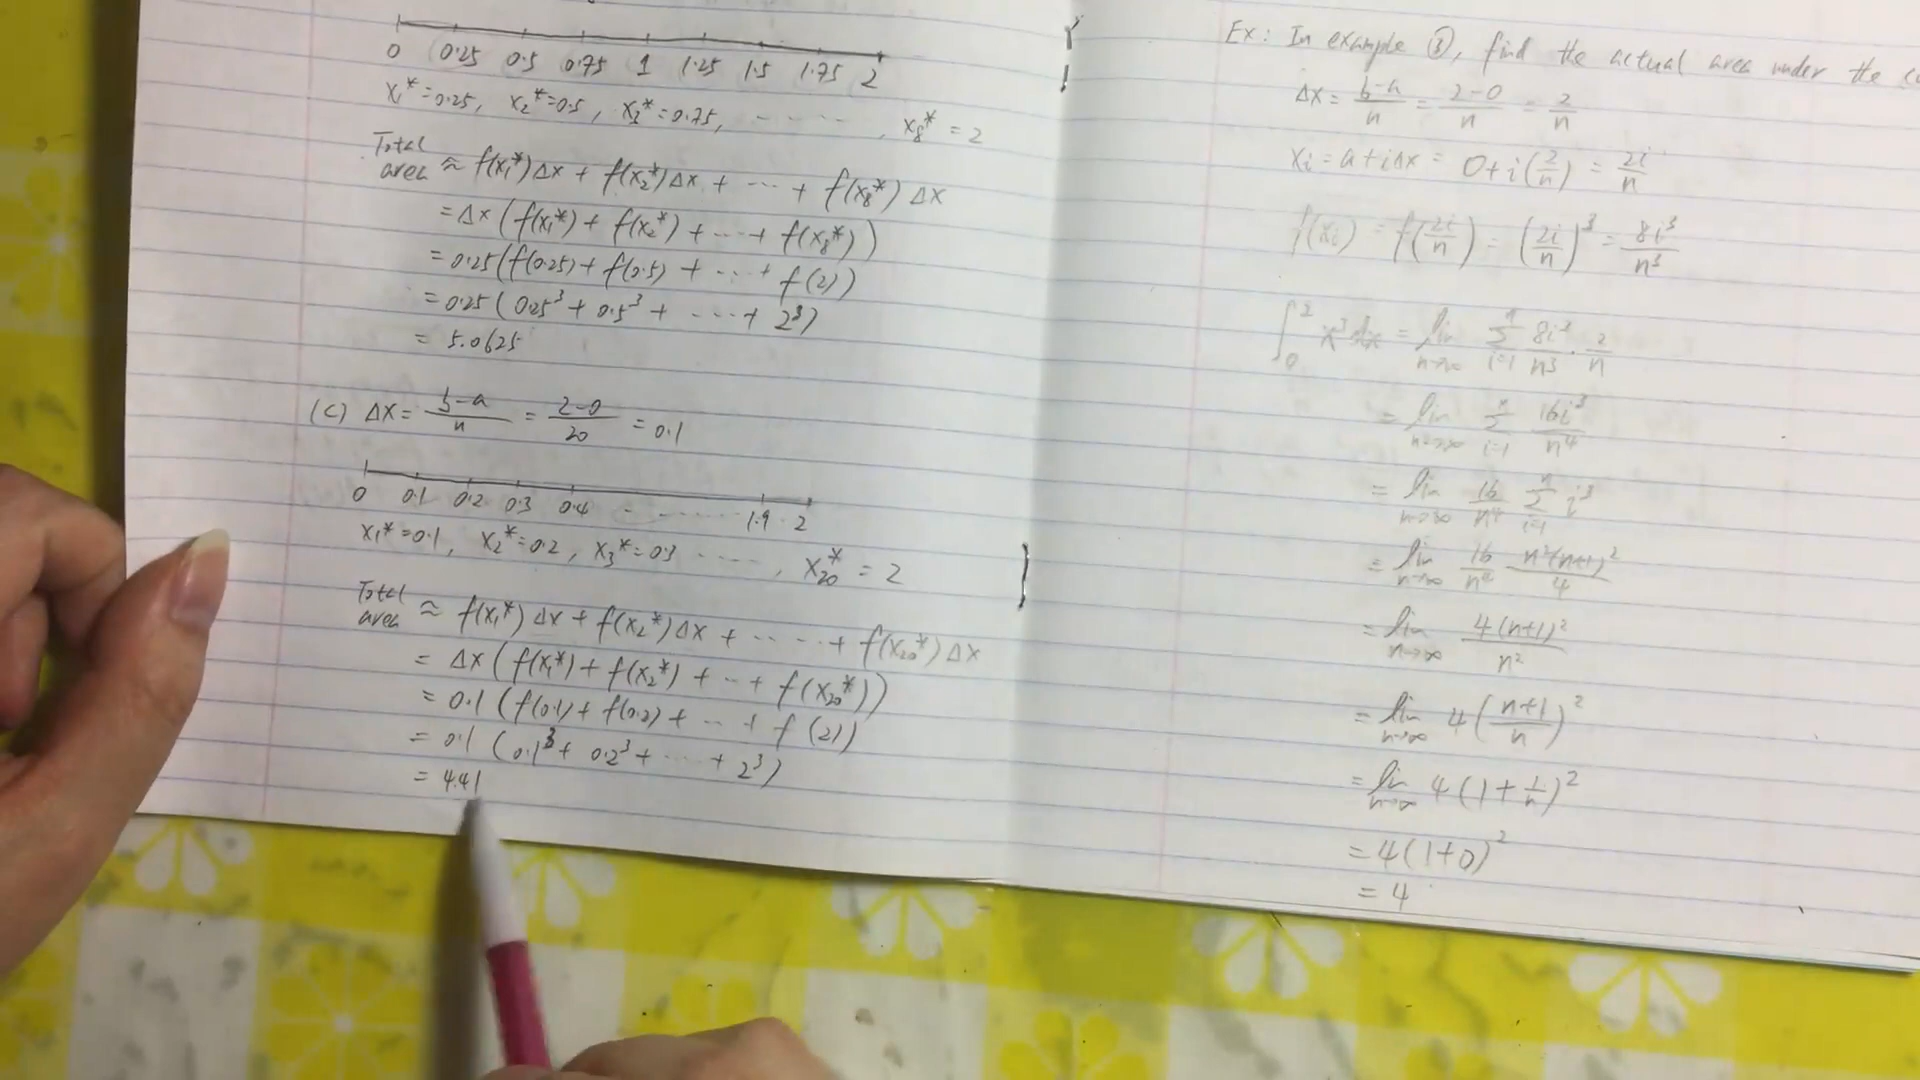 0 0.25 0.5 0.75 1 1.25 1.5 1.75 2
x₁*=0.25, x₂*=0.5, x₃*=0.75, ....., x₈* = 2
Total area ≈ f(x₁*)Δx + f(x₂*)Δx + ... + f(x₈*)Δx
= Δx (f(x₁*) + f(x₂*) + ... + f(x₈*))
= 0.25(f(0.25) + f(0.5) + ... + f(2))
= 0.25 (0.25³ + 0.5³ + ... + 2³)
= 5.0625
(c) Δx = (b-a)/n = (2-0)/20 = 0.1
0 0.1 0.2 0.3 0.4 ........ 1.9 2
x₁*=0.1, x₂*=0.2, x₃*=0.3 ....., x₂₀* = 2
Total area ≈ f(x₁*)Δx + f(x₂*)Δx + ..... + f(x₂₀*)Δx
= Δx (f(x₁*) + f(x₂*) + ... + f(x₂₀*))
= 0.1 (f(0.1) + f(0.2) + ... + f(2))
= 0.1 (0.1³ + 0.2³ + .... + 2³)
= 4.41
Ex: In example ③, find the actual area under the
Δx = (b-a)/n = (2-0)/n = 2/n
xᵢ = a+iΔx = 0+i(2/n) = 2i/n
f(xᵢ) = f(2i/n) = (2i/n)³ = 8i³/n³
∫₀² x³dx = lim n→∞ Σ i=1 n 8i³/n³ · 2/n
= lim n→∞ Σ i=1 n 16i³/n⁴
= lim n→∞ 16/n⁴ Σ i=1 n i³
= lim n→∞ 16/n⁴ n²(n+1)²/4
= lim n→∞ 4(n+1)²/n²
= lim n→∞ 4((n+1)/n)²
= lim n→∞ 4(1+1/n)²
= 4(1+0)²
= 4